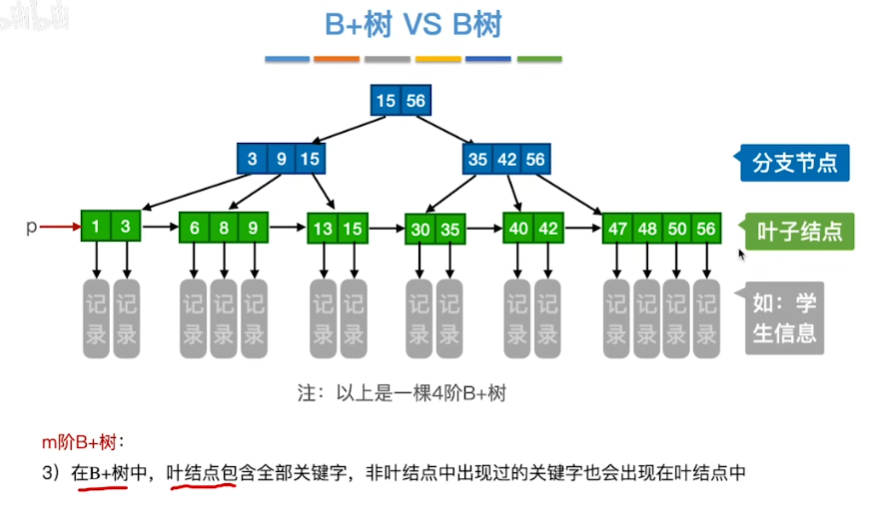 B+树 VS B树
15 56
3 9 15
35 42 56
分支节点
p
1 3
6 8 9
13 15
30 35
40 42
47 48 50 56
叶子结点
记录 记录 记录 记录 记录 记录 记录 记录 记录 记录 记录 记录 记录 记录 记录
如：学
生信息
注：以上是一棵4阶B+树
m阶B+树：
3）在B+树中，叶结点包含全部关键字，非叶结点中出现过的关键字也会出现在叶结点中